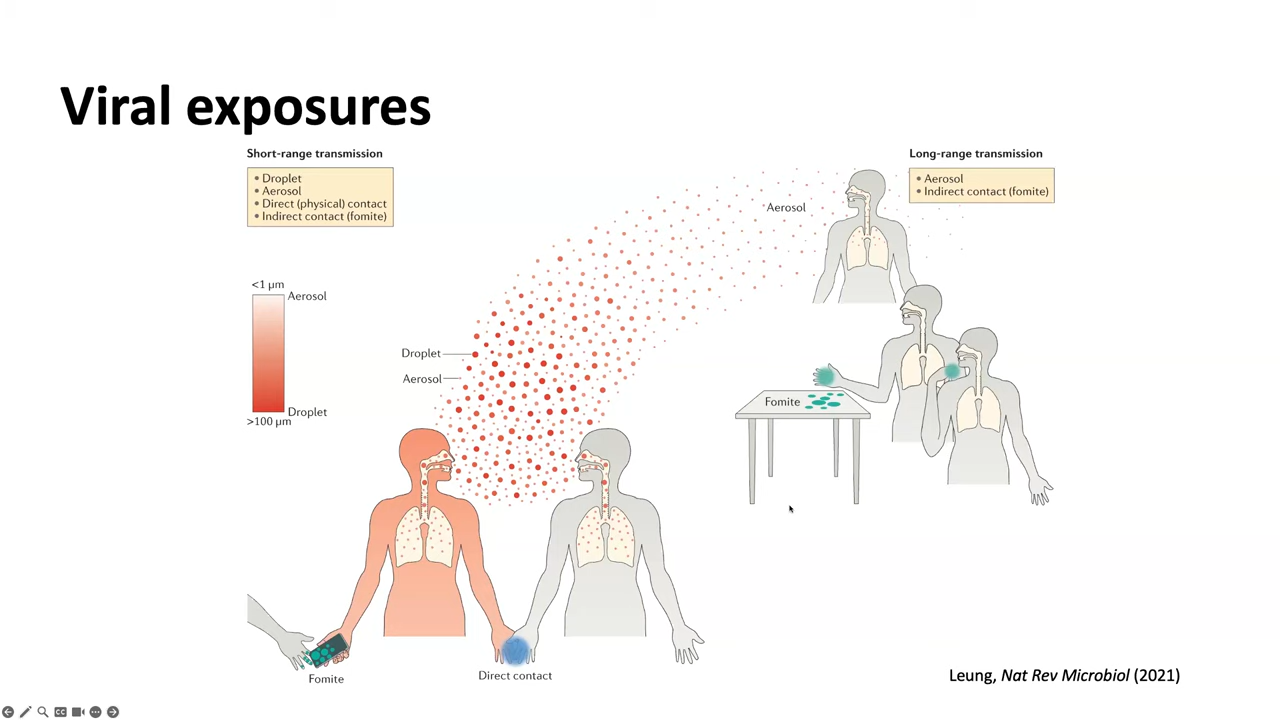 Viral exposures
Short-range transmission
• Droplet
• Aerosol
• Direct (physical) contact
• Indirect contact (fomite)
Long-range transmission
• Aerosol
• Indirect contact (fomite)
Aerosol
<1 µm
Aerosol
Droplet
>100 µm
Droplet
Aerosol
Fomite
Fomite
Direct contact
Leung, Nat Rev Microbiol (2021)
CC